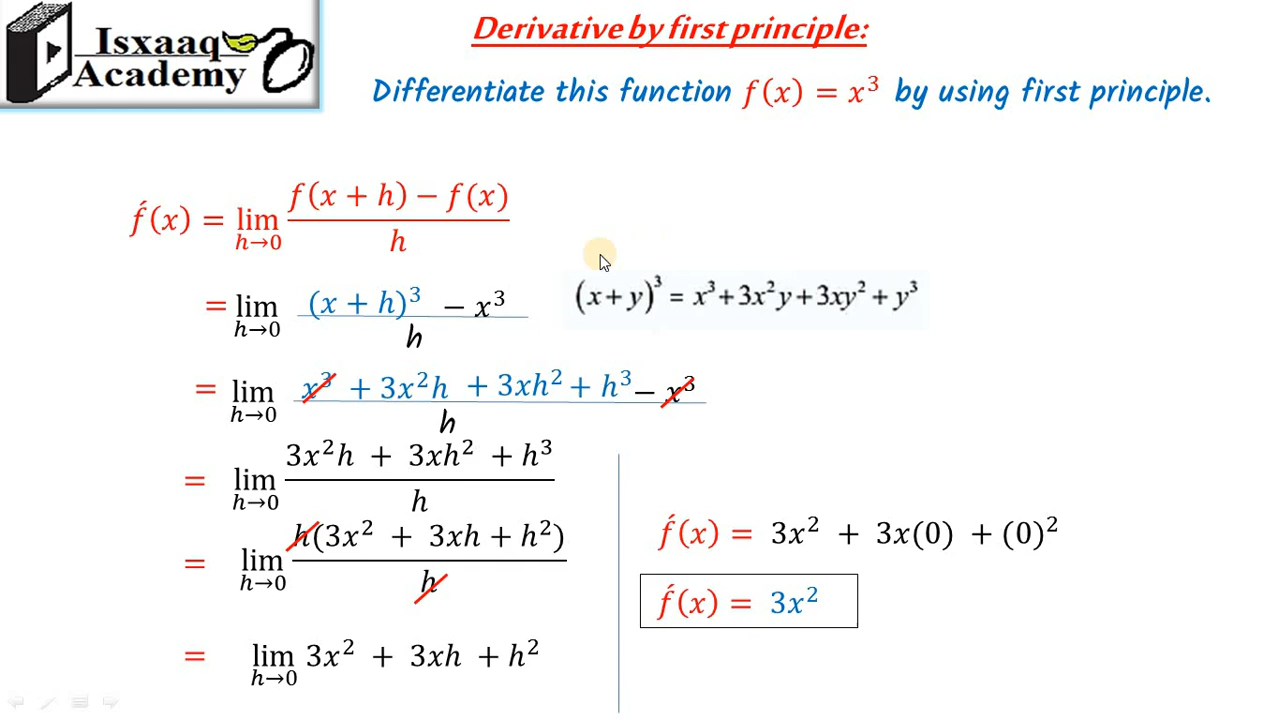 Isxaaq
Academy
Derivative by first principle:
Differentiate this function f(x) = x³ by using first principle.
f́(x) = lim h→0 f(x + h) − f(x) / h
= lim h→0 (x + h)³ − x³ / h
(x + y)³ = x³ + 3x²y + 3xy² + y³
= lim h→0 x³ + 3x²h + 3xh² + h³ − x³ / h
= lim h→0 3x²h + 3xh² + h³ / h
= lim h→0 h(3x² + 3xh + h²) / h
= lim h→0 3x² + 3xh + h²
f́(x) = 3x² + 3x(0) + (0)²
f́(x) = 3x²